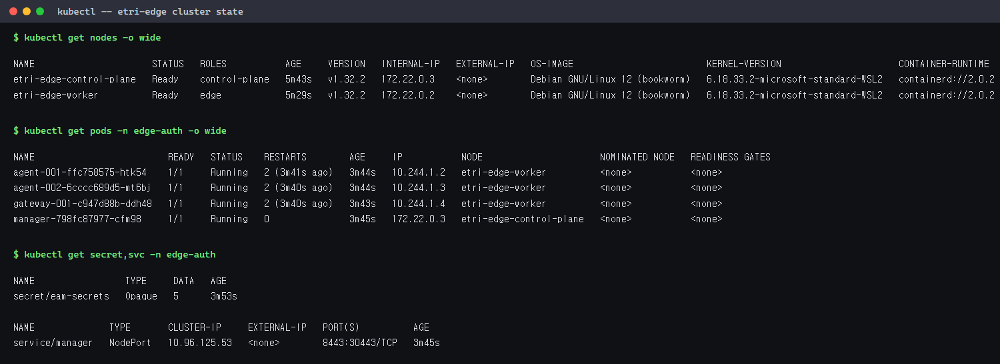 kubectl -- etri-edge cluster state
$ kubectl get nodes -o wide
NAME STATUS ROLES AGE VERSION INTERNAL-IP EXTERNAL-IP OS-IMAGE KERNEL-VERSION CONTAINER-RUNTIME
etri-edge-control-plane Ready control-plane 5m43s v1.32.2 172.22.0.3 <none> Debian GNU/Linux 12 (bookworm) 6.18.33.2-microsoft-standard-WSL2 containerd://2.0.2
etri-edge-worker Ready edge 5m29s v1.32.2 172.22.0.2 <none> Debian GNU/Linux 12 (bookworm) 6.18.33.2-microsoft-standard-WSL2 containerd://2.0.2
$ kubectl get pods -n edge-auth -o wide
NAME READY STATUS RESTARTS AGE IP NODE NOMINATED NODE READINESS GATES
agent-001-ffc758575-htk54 1/1 Running 2 (3m41s ago) 3m44s 10.244.1.2 etri-edge-worker <none> <none>
agent-002-6cccc689d5-mt6bj 1/1 Running 2 (3m40s ago) 3m44s 10.244.1.3 etri-edge-worker <none> <none>
gateway-001-c947d88b-ddh48 1/1 Running 2 (3m40s ago) 3m43s 10.244.1.4 etri-edge-worker <none> <none>
manager-798fc87977-cfm98 1/1 Running 0 3m45s 172.22.0.3 etri-edge-control-plane <none> <none>
$ kubectl get secret,svc -n edge-auth
NAME TYPE DATA AGE
secret/eam-secrets Opaque 5 3m53s
NAME TYPE CLUSTER-IP EXTERNAL-IP PORT(S) AGE
service/manager NodePort 10.96.125.53 <none> 8443:30443/TCP 3m45s